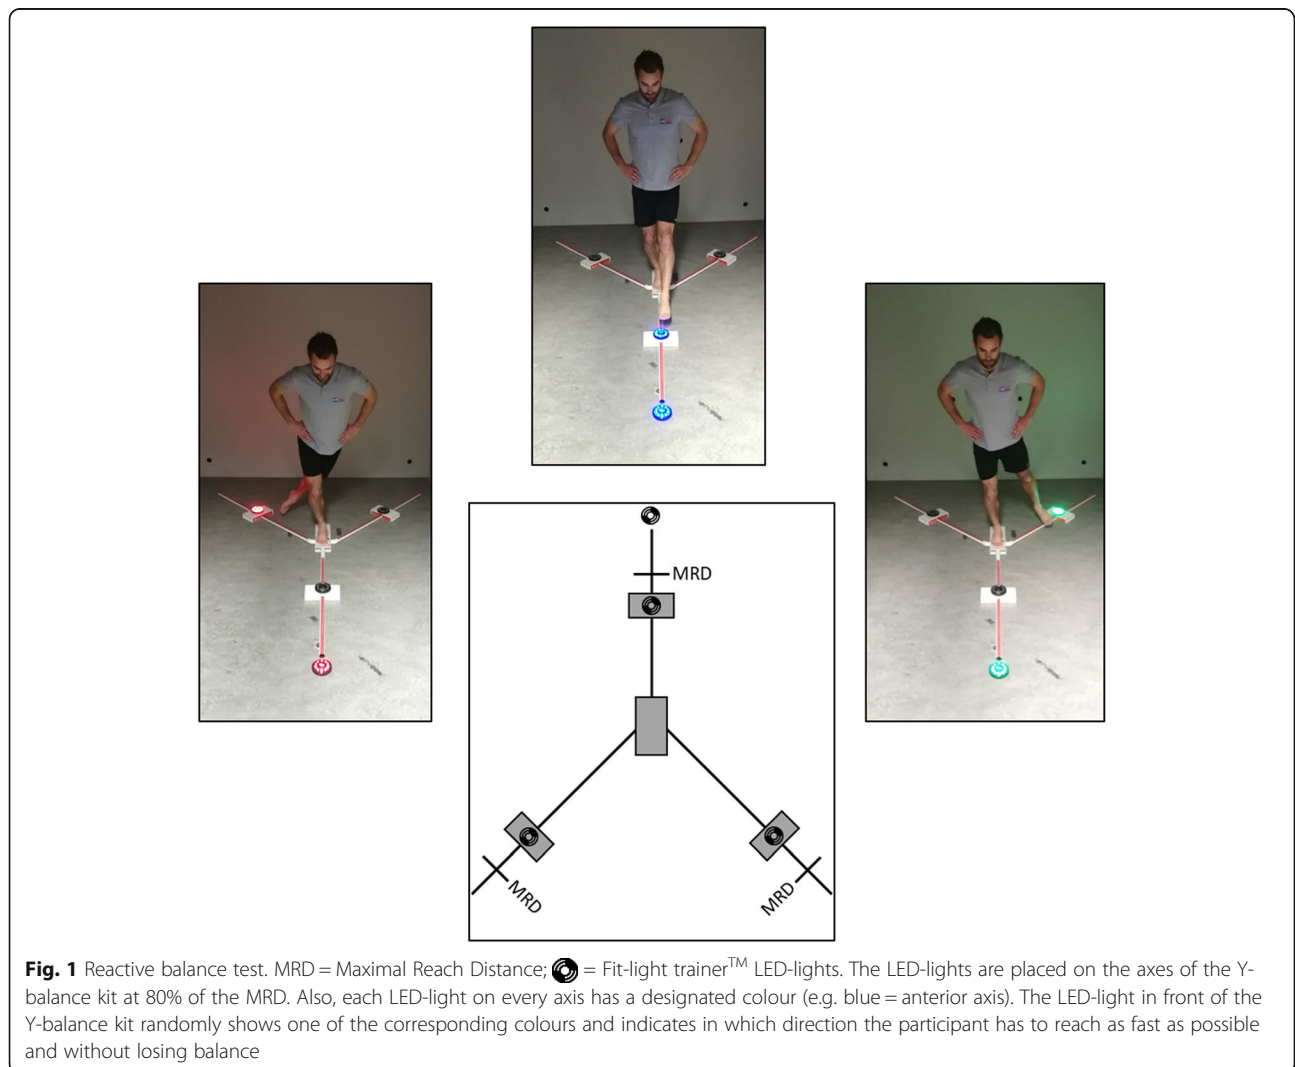 MRD
MRD
MRD
Fig. 1 Reactive balance test. MRD = Maximal Reach Distance; = Fit-light trainer™ LED-lights. The LED-lights are placed on the axes of the Y-
balance kit at 80% of the MRD. Also, each LED-light on every axis has a designated colour (e.g. blue = anterior axis). The LED-light in front of the
Y-balance kit randomly shows one of the corresponding colours and indicates in which direction the participant has to reach as fast as possible
and without losing balance